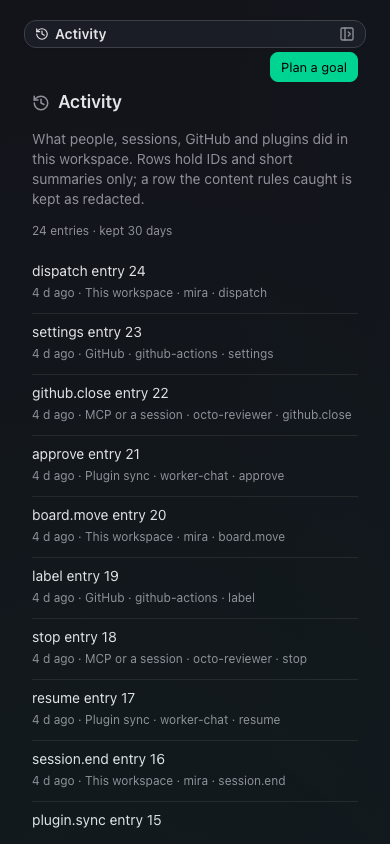 Activity
Plan a goal
Activity
What people, sessions, GitHub and plugins did in
this workspace. Rows hold IDs and short
summaries only; a row the content rules caught is
kept as redacted.
24 entries · kept 30 days
dispatch entry 24
4 d ago · This workspace · mira · dispatch
settings entry 23
4 d ago · GitHub · github-actions · settings
github.close entry 22
4 d ago · MCP or a session · octo-reviewer · github.close
approve entry 21
4 d ago · Plugin sync · worker-chat · approve
board.move entry 20
4 d ago · This workspace · mira · board.move
label entry 19
4 d ago · GitHub · github-actions · label
stop entry 18
4 d ago · MCP or a session · octo-reviewer · stop
resume entry 17
4 d ago · Plugin sync · worker-chat · resume
session.end entry 16
4 d ago · This workspace · mira · session.end
plugin.sync entry 15